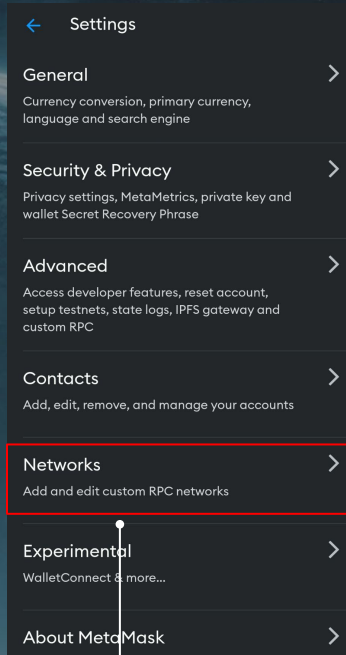 Settings
General
Currency conversion, primary currency,
language and search engine
Security & Privacy
Privacy settings, MetaMetrics, private key and
wallet Secret Recovery Phrase
Advanced
Access developer features, reset account,
setup testnets, state logs, IPFS gateway and
custom RPC
Contacts
Add, edit, remove, and manage your accounts
Networks
Add and edit custom RPC networks
Experimental
WalletConnect & more...
About MetaMask